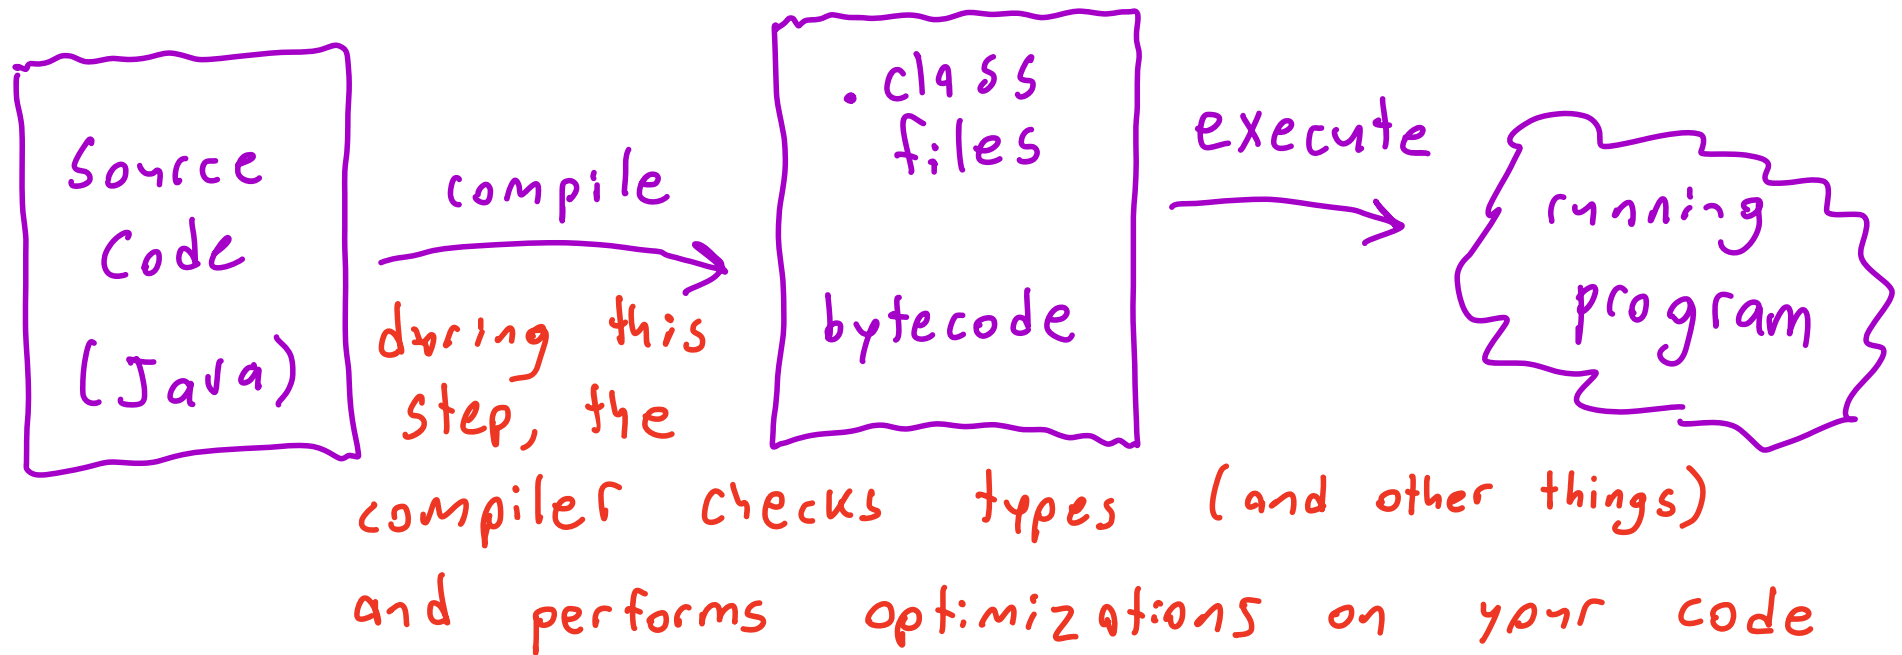 Source
Code
(Java)
compile
.class
files
bytecode
execute
running
program
during this
step, the
compiler checks types (and other things)
and performs optimizations on your code